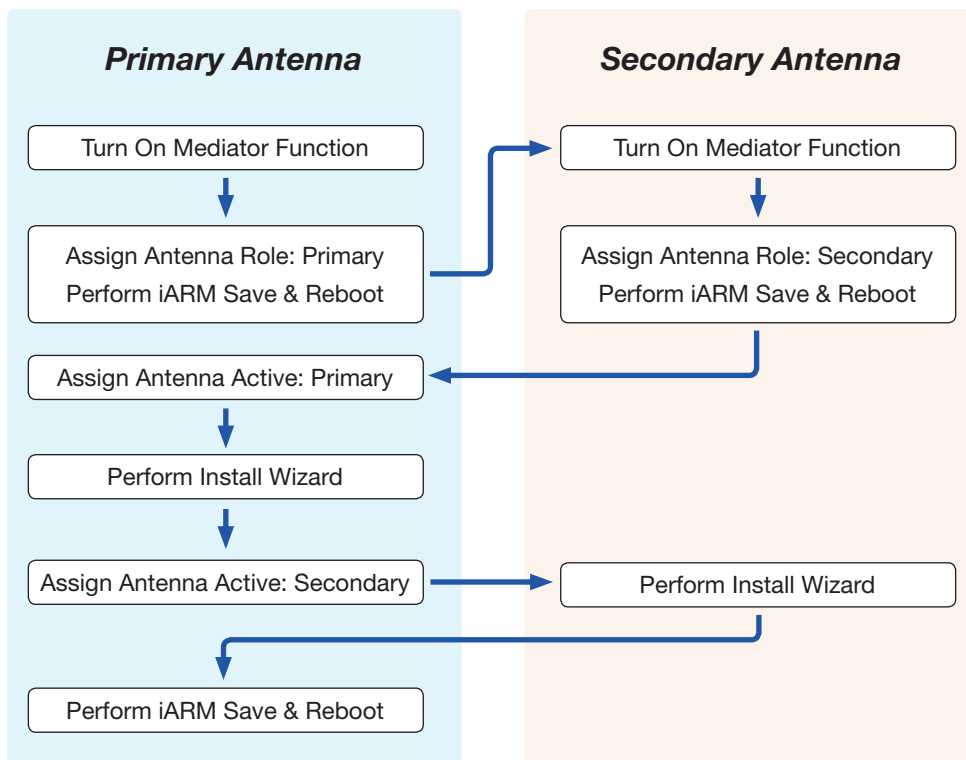 Primary Antenna
Turn On Mediator Function
Assign Antenna Role: Primary
Perform iARM Save & Reboot
Assign Antenna Active: Primary
Perform Install Wizard
Assign Antenna Active: Secondary
Perform iARM Save & Reboot
Secondary Antenna
Turn On Mediator Function
Assign Antenna Role: Secondary
Perform iARM Save & Reboot
Perform Install Wizard